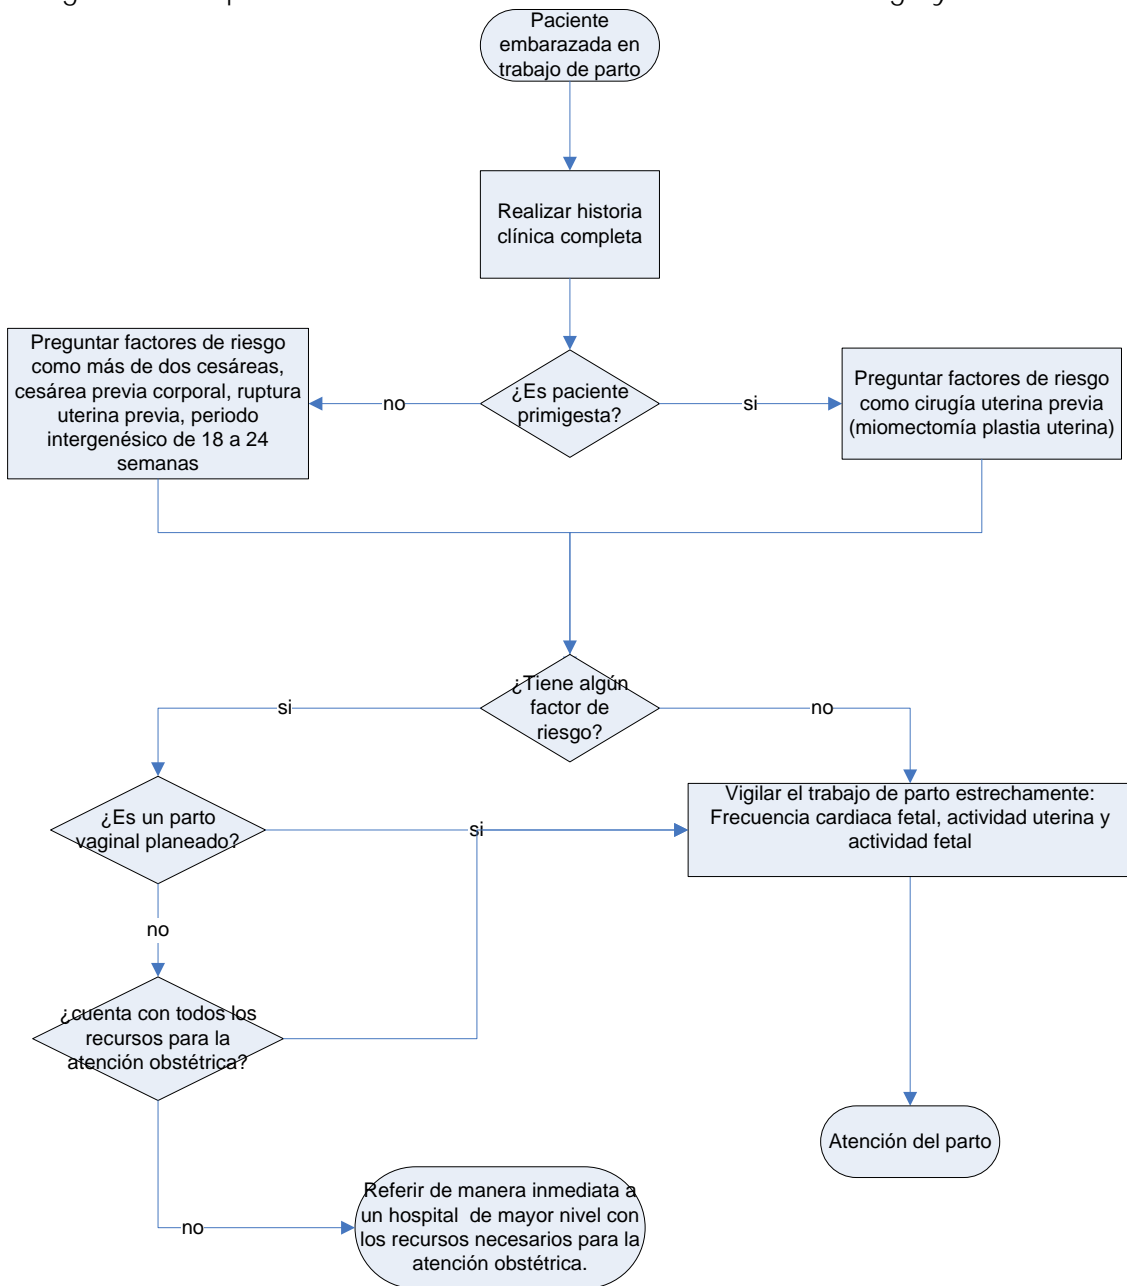 Paciente
embarazada en
trabajo de parto
Realizar historia
clínica completa
Preguntar factores de riesgo
como más de dos cesáreas,
cesárea previa corporal, ruptura
uterina previa, periodo
intergenésico de 18 a 24
semanas
no
¿Es paciente
primigesta?
si
Preguntar factores de riesgo
como cirugía uterina previa
(miomectomía plastia uterina)
¿Tiene algún
factor de
riesgo?
si
no
¿Es un parto
vaginal planeado?
si
Vigilar el trabajo de parto estrechamente:
Frecuencia cardiaca fetal, actividad uterina y
actividad fetal
no
¿cuenta con todos los
recursos para la
atención obstétrica?
Atención del parto
no
Referir de manera inmediata a
un hospital de mayor nivel con
los recursos necesarios para la
atención obstétrica.